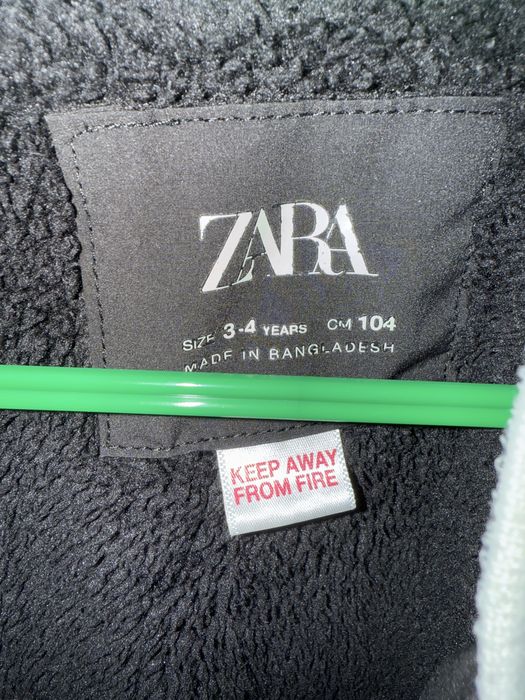 ZARA
SIZE 3-4 YEARS CM 104
MADE IN BANGLADESH
KEEP AWAY
FROM FIRE